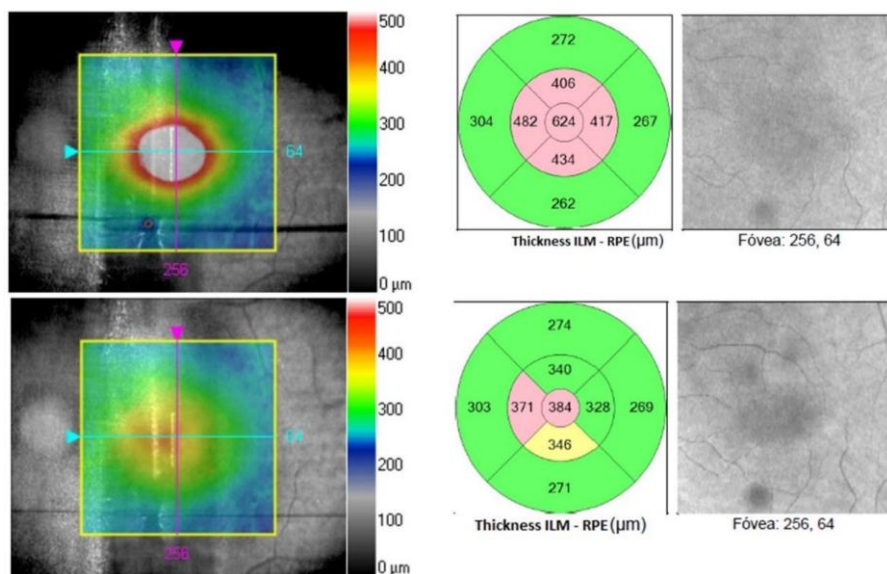 500
400
300
200
100
0 µm
64
256
272
406
304 482 624 417 267
434
262
Thickness ILM - RPE (µm)
Fóvea: 256, 64
500
400
300
200
100
0 µm
64
256
274
340
303 371 384 328 269
346
271
Thickness ILM - RPE (µm)
Fóvea: 256, 64